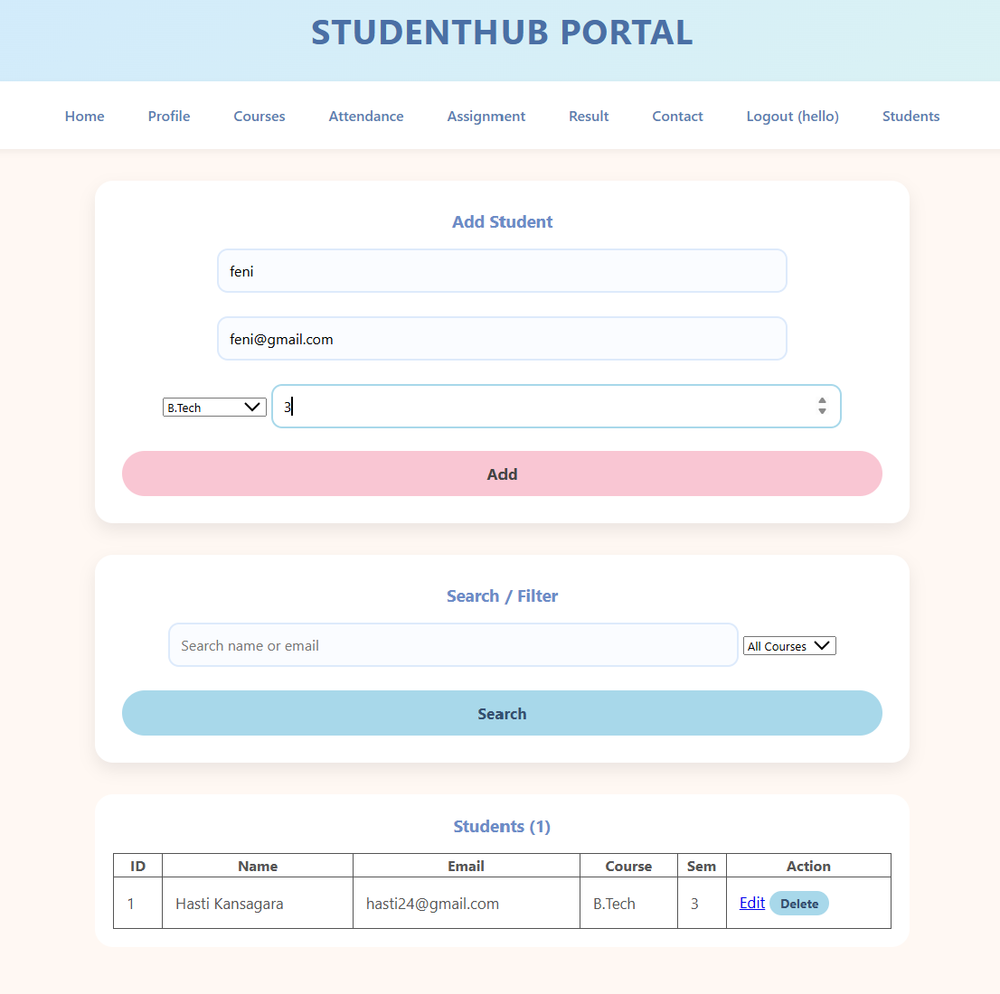 STUDENTHUB PORTAL
Home Profile Courses Attendance Assignment Result Contact Logout (hello) Students
Add Student
feni
feni@gmail.com
B.Tech 3
Add
Search / Filter
Search name or email All Courses
Search
Students (1)
ID Name Email Course Sem Action
1 Hasti Kansagara hasti24@gmail.com B.Tech 3 Edit Delete